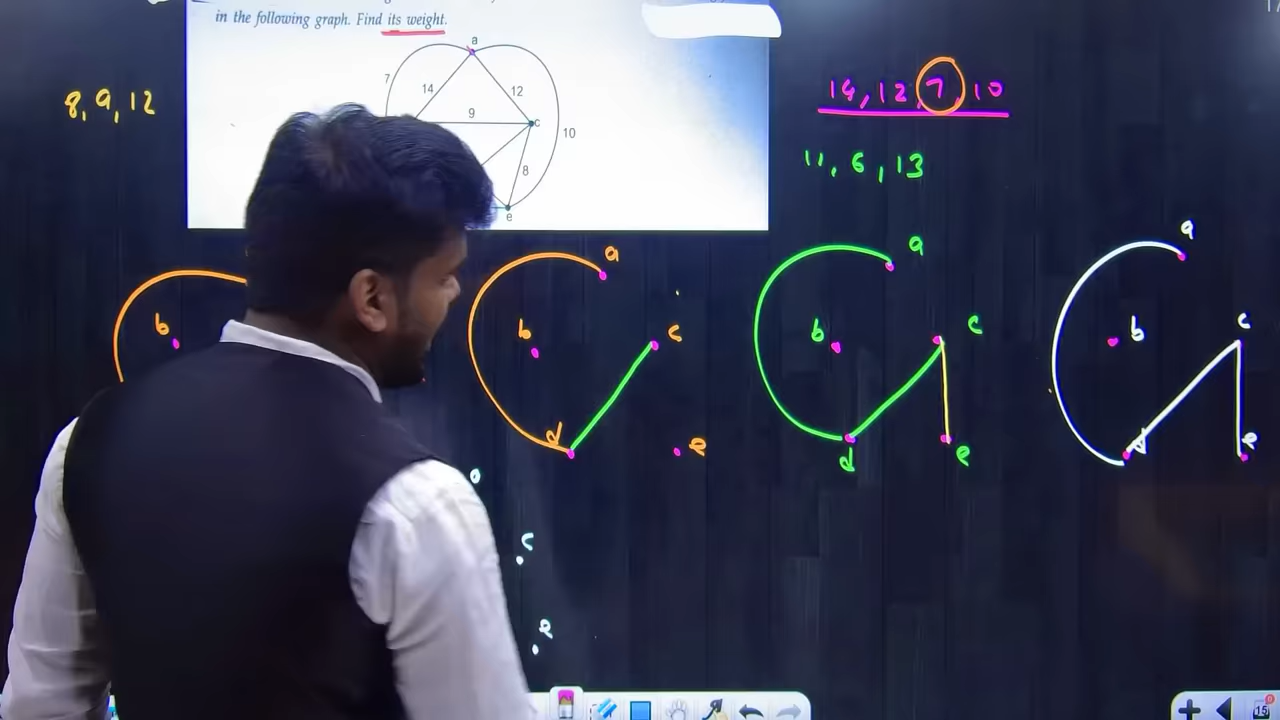 in the following graph. Find its weight.
a
7
14
12
9
c
10
8
e
8, 9, 12
14, 12, 7, 10
11, 6, 13
b
a
b
c
d
e
a
b
c
d
e
a
b
c
d
e
c
e
15